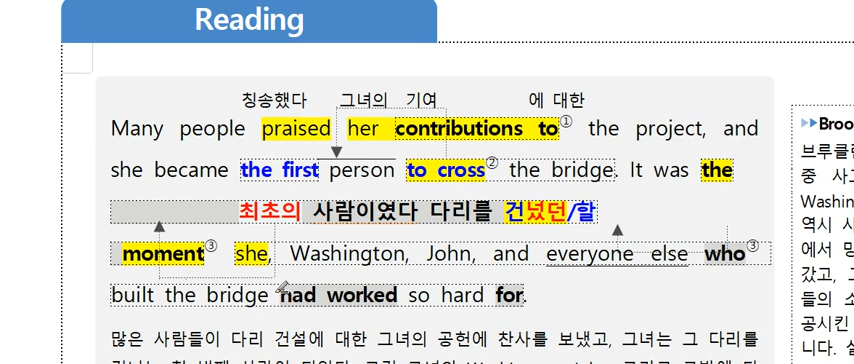 Reading
칭송했다 그녀의 기여 에 대한
Many people praised her contributions to① the project, and
she became the first person to cross② the bridge. It was the
최초의 사람이였다 다리를 건넜던/할
moment③ she, Washington, John, and everyone else who③
built the bridge had worked so hard for.
많은 사람들이 다리 건설에 대한 그녀의 공헌에 찬사를 보냈고, 그녀는 그 다리를
Broo
브루클린
중 사고
Washin
역시 사
에서 망
갔고, 그
들의 소
공시킨
니다.